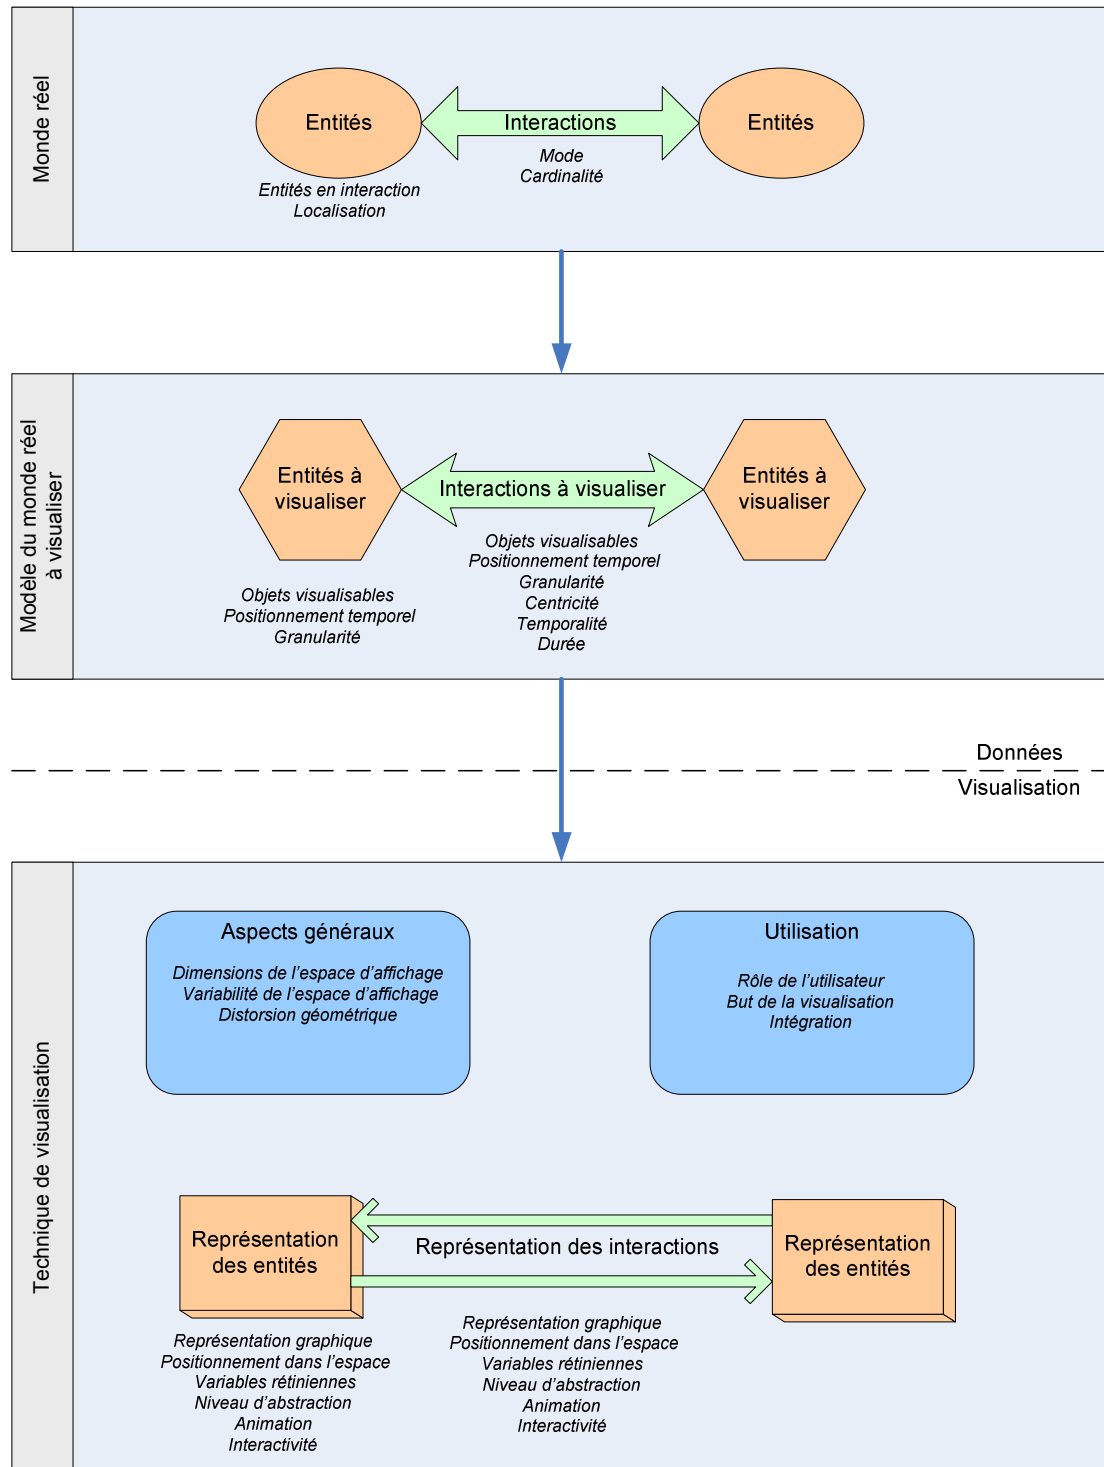 Monde réel
Entités
Interactions
Entités
Mode
Cardinalité
Entités en interaction
Localisation
Modèle du monde réel
à visualiser
Entités à
visualiser
Interactions à visualiser
Entités à
visualiser
Objets visualisables
Positionnement temporel
Granularité
Centricité
Temporalité
Durée
Objets visualisables
Positionnement temporel
Granularité
Données
Visualisation
Technique de visualisation
Aspects généraux
Dimensions de l’espace d’affichage
Variabilité de l’espace d’affichage
Distorsion géométrique
Utilisation
Rôle de l’utilisateur
But de la visualisation
Intégration
Représentation
des entités
Représentation des interactions
Représentation
des entités
Représentation graphique
Positionnement dans l’espace
Variables rétiniennes
Niveau d’abstraction
Animation
Interactivité
Représentation graphique
Positionnement dans l’espace
Variables rétiniennes
Niveau d’abstraction
Animation
Interactivité